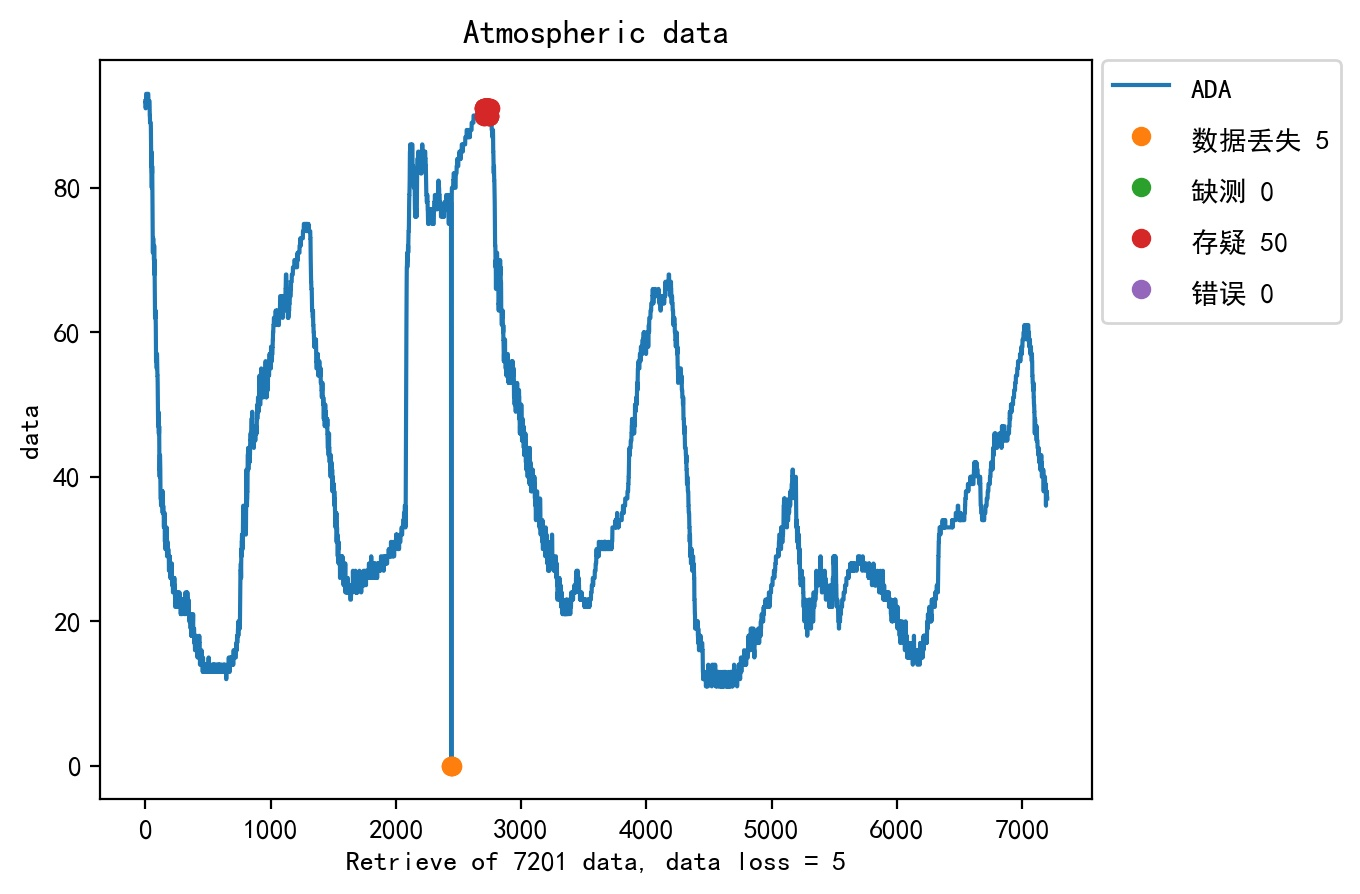 Atmospheric data
ADA
数据丢失 5
缺测 0
存疑 50
错误 0
data
80
60
40
20
0
0 1000 2000 3000 4000 5000 6000 7000
Retrieve of 7201 data, data loss = 5